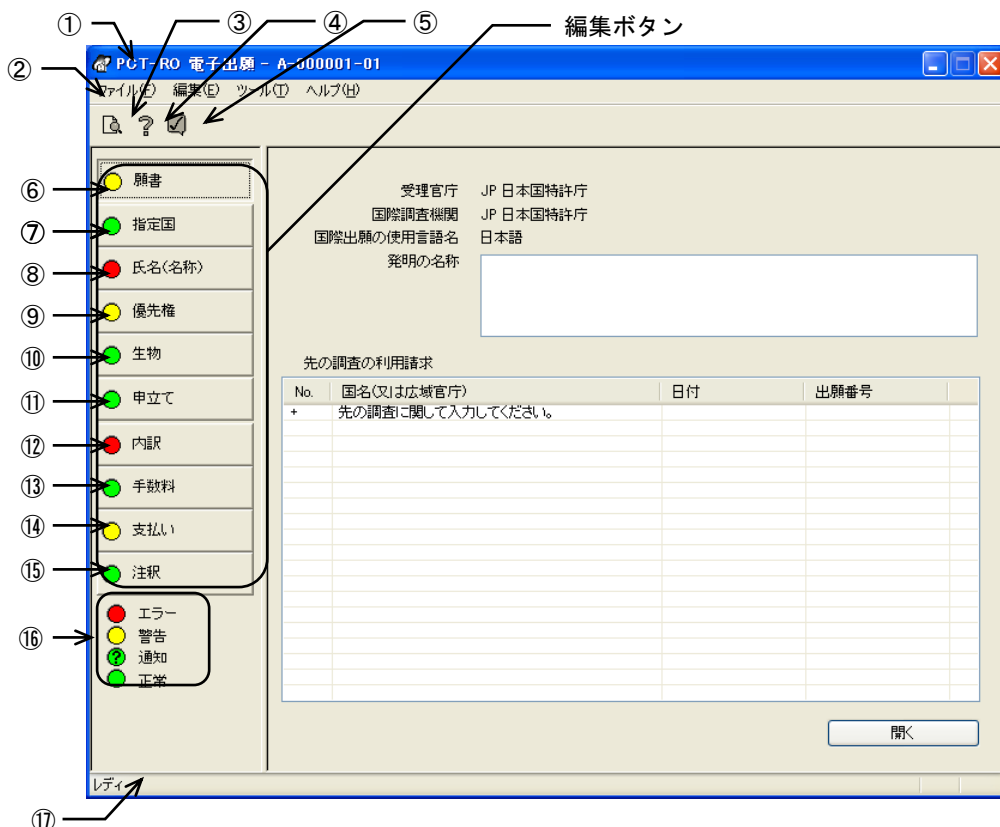 ① ③ ④ ⑤ 編集ボタン
② PCT-RO 電子出願 - A-000001-01
ファイル(F) 編集(E) ツール(T) ヘルプ(H)
⑥ 願書
⑦ 指定国
⑧ 氏名(名称)
⑨ 優先権
⑩ 生物
⑪ 申立て
⑫ 内訳
⑬ 手数料
⑭ 支払い
⑮ 注釈
⑯
エラー
警告
? 通知
正常
受理官庁 JP 日本国特許庁
国際調査機関 JP 日本国特許庁
国際出願の使用言語名 日本語
発明の名称
先の調査の利用請求
No. 国名(又は広域官庁) 日付 出願番号
+ 先の調査に関して入力してください。
開く
レディ
⑰